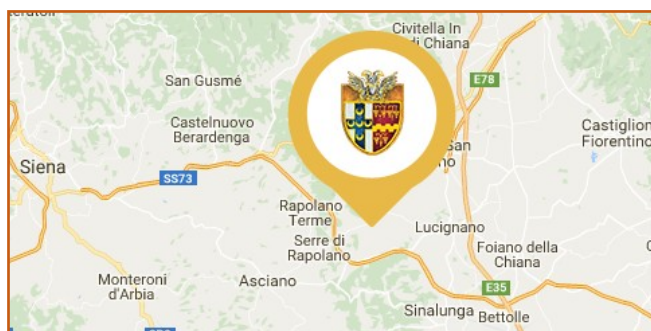 Civitella In
di Chiana
San Gusmé
E78
Castelnuovo
Berardenga
Castiglion
Fiorentino
San
Siena
SS73
Rapolano
Terme
Lucignano
Serre di
Rapolano
Foiano della
Chiana
Monteroni
d'Arbia
Asciano
E35
Sinalunga
Bettolle